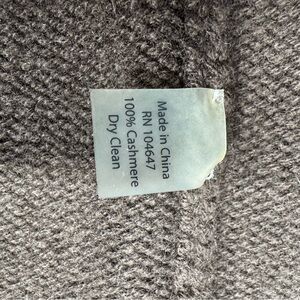 Made in China
RN 104647
100% Cashmere
Dry Clean